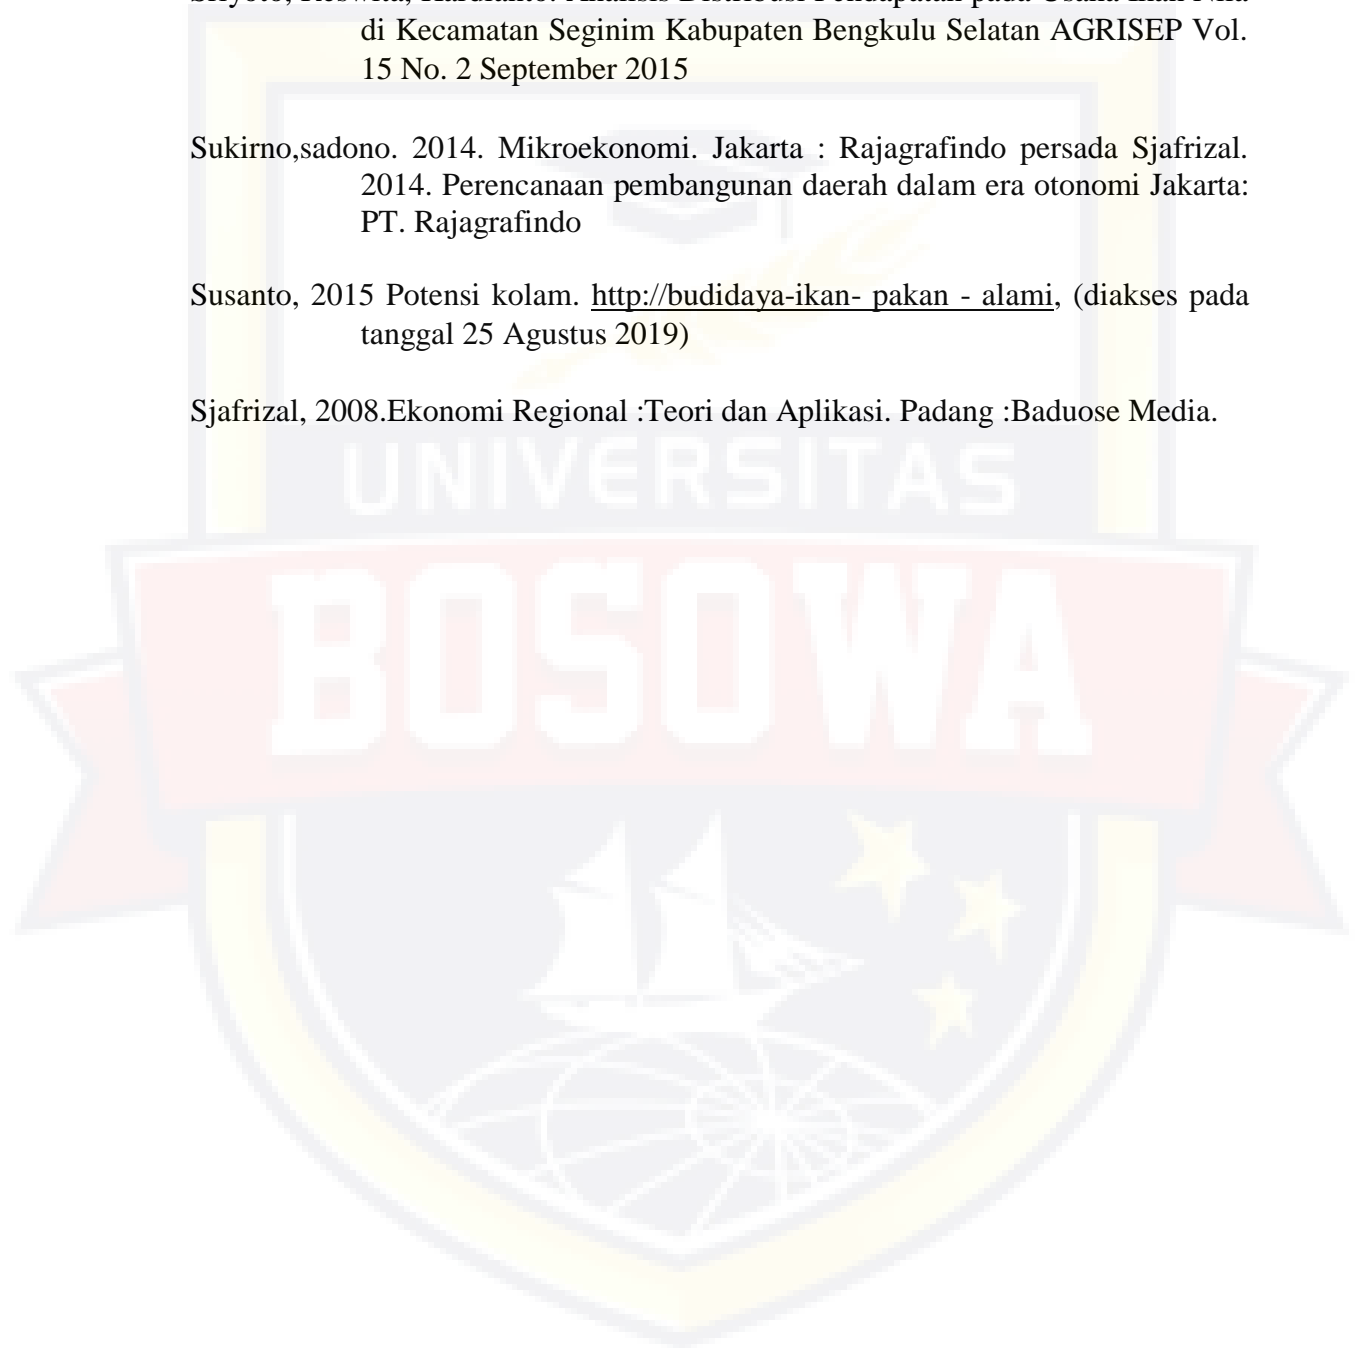 di Kecamatan Seginim Kabupaten Bengkulu Selatan AGRISEP Vol.
15 No. 2 September 2015
Sukirno,sadono. 2014. Mikroekonomi. Jakarta : Rajagrafindo persada Sjafrizal.
2014. Perencanaan pembangunan daerah dalam era otonomi Jakarta:
PT. Rajagrafindo
Susanto, 2015 Potensi kolam. http://budidaya-ikan- pakan - alami, (diakses pada
tanggal 25 Agustus 2019)
Sjafrizal, 2008.Ekonomi Regional :Teori dan Aplikasi. Padang :Baduose Media.
UNIVERSITAS
BOSOWA